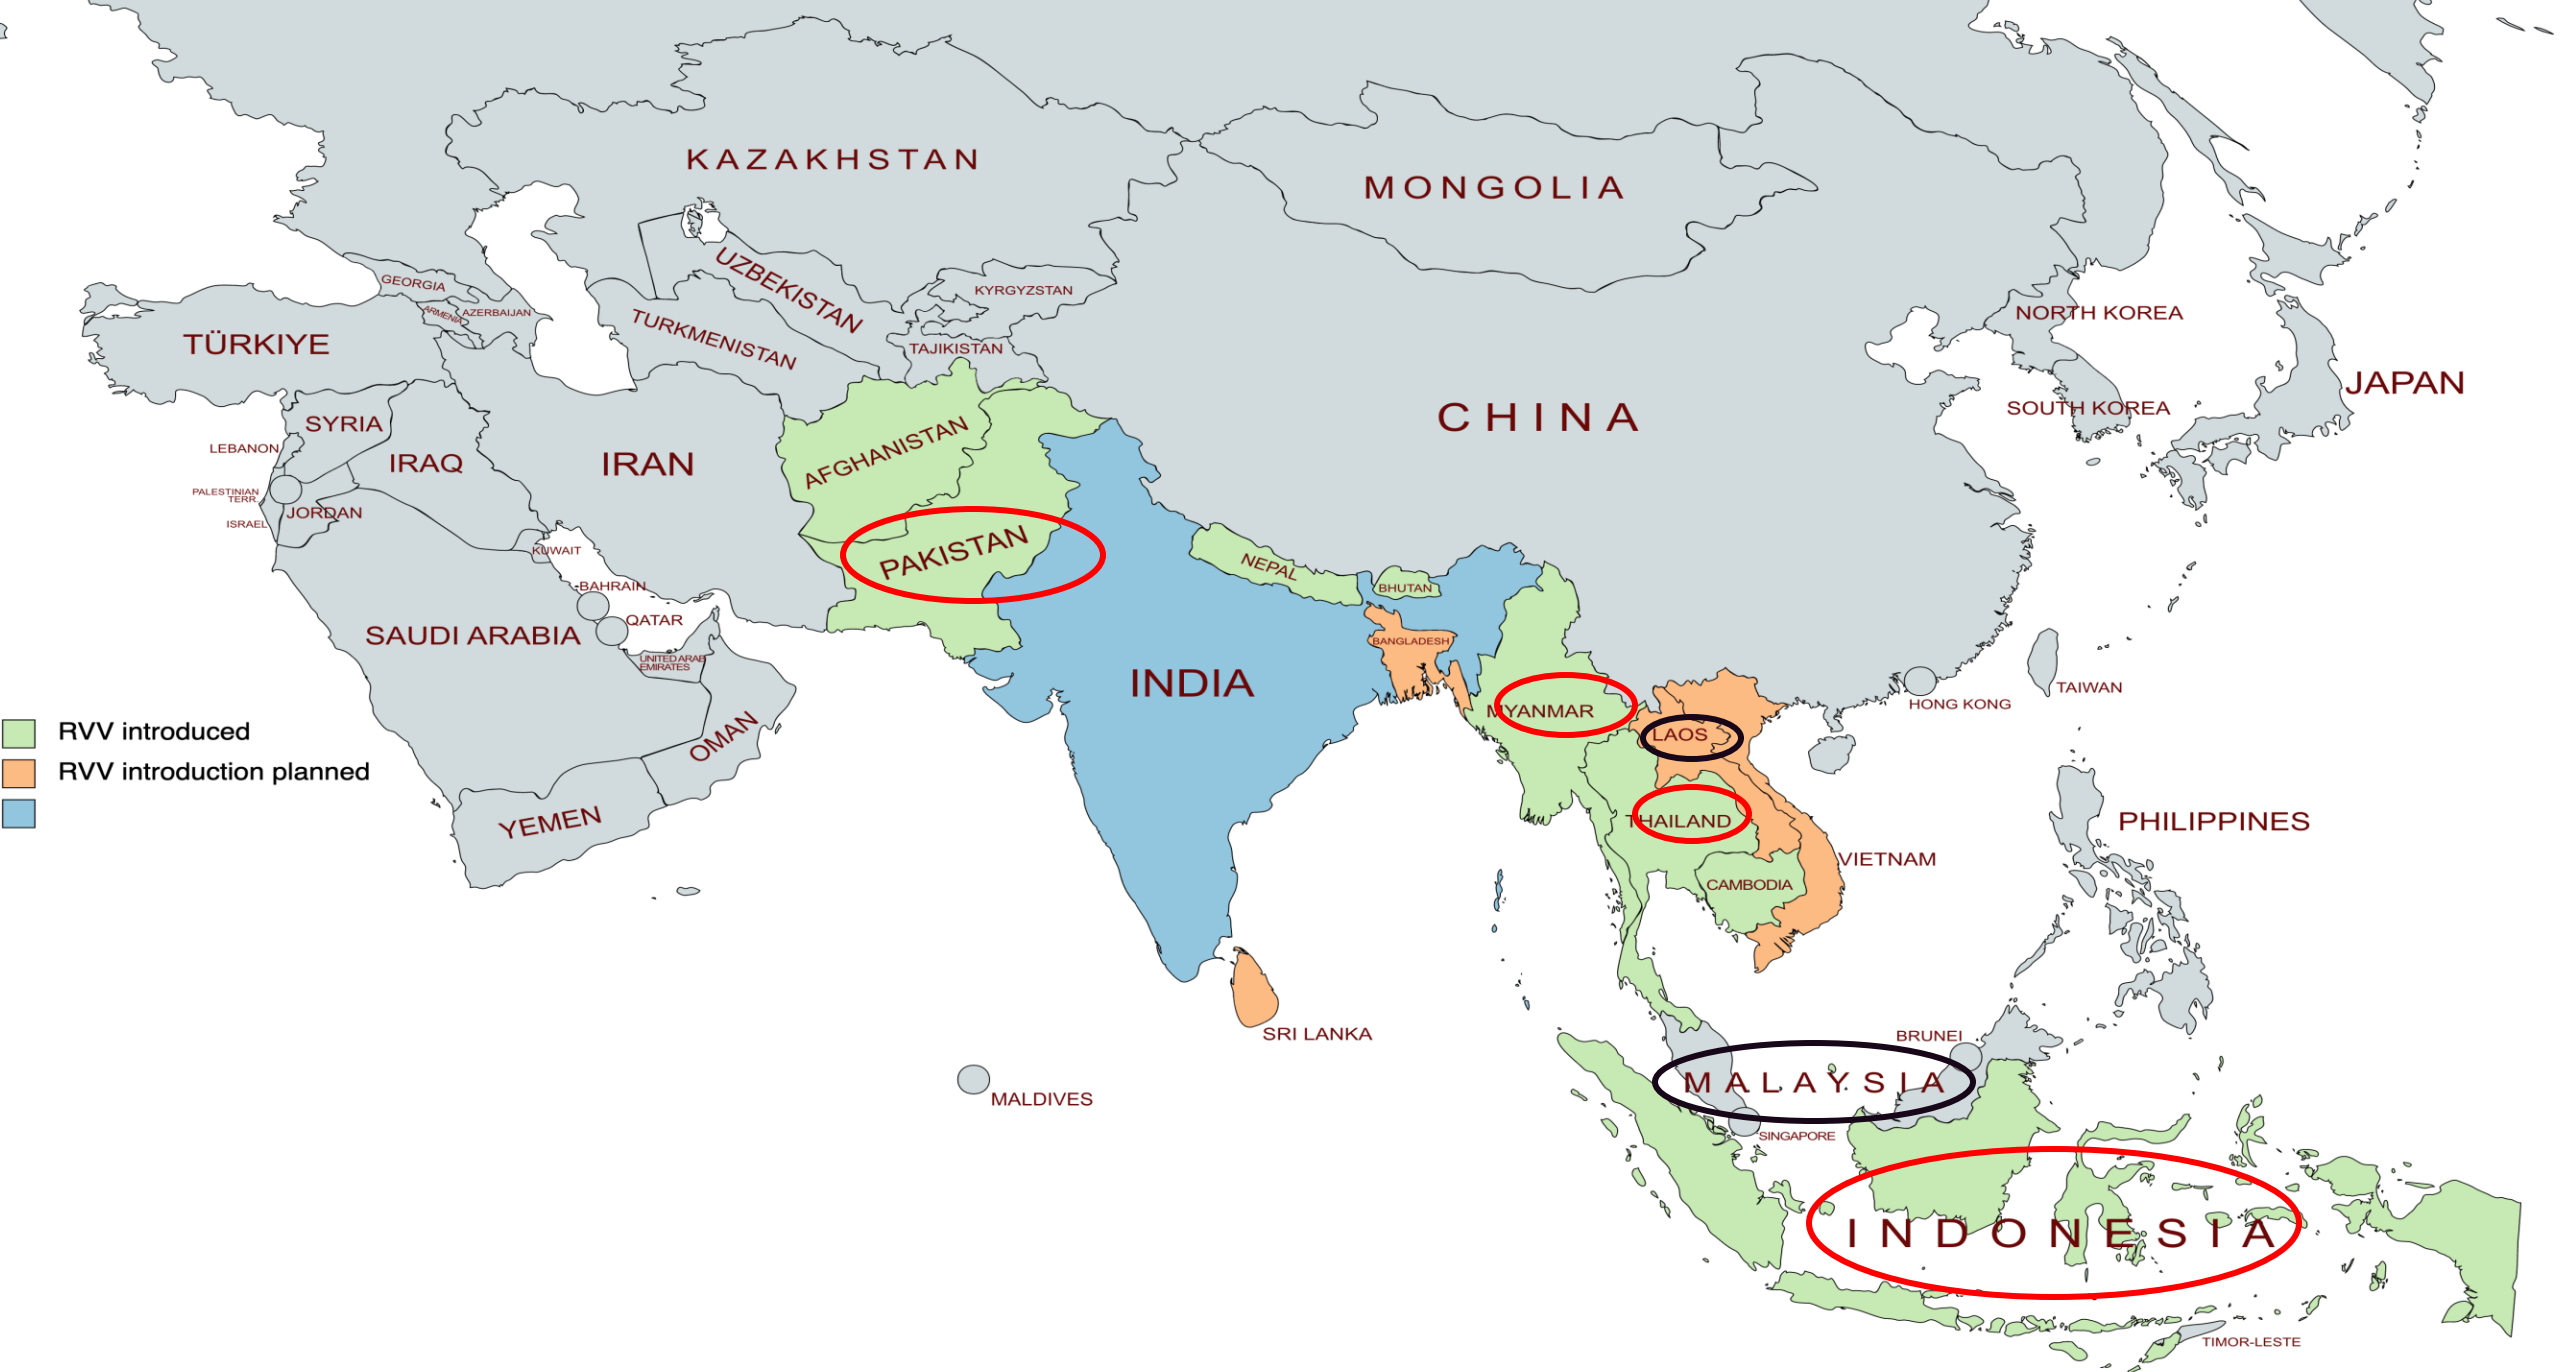 KAZAKHSTAN
MONGOLIA
UZBEKISTAN
GEORGIA
KYRGYZSTAN
ARMENIA
AZERBAIJAN
NORTH KOREA
TURKMENISTAN
TÜRKIYE
TAJIKISTAN
JAPAN
SYRIA
SOUTH KOREA
CHINA
AFGHANISTAN
LEBANON
IRAQ
IRAN
PALESTINIAN
TERR.
JORDAN
ISRAEL
KUWAIT
PAKISTAN
NEPAL
BAHRAIN
BHUTAN
QATAR
SAUDI ARABIA
BANGLADESH
UNITED ARAB
EMIRATES
INDIA
TAIWAN
HONG KONG
MYANMAR
RVV introduced
OMAN
LAOS
RVV introduction planned
YEMEN
THAILAND
PHILIPPINES
VIETNAM
CAMBODIA
SRI LANKA
BRUNEI
MALAYSIA
MALDIVES
SINGAPORE
INDONESIA
TIMOR-LESTE